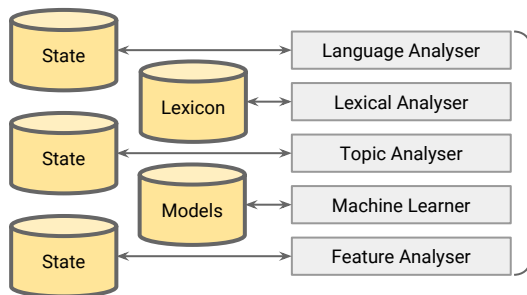 State
Language Analyser
Lexicon
Lexical Analyser
State
Topic Analyser
Models
Machine Learner
State
Feature Analyser